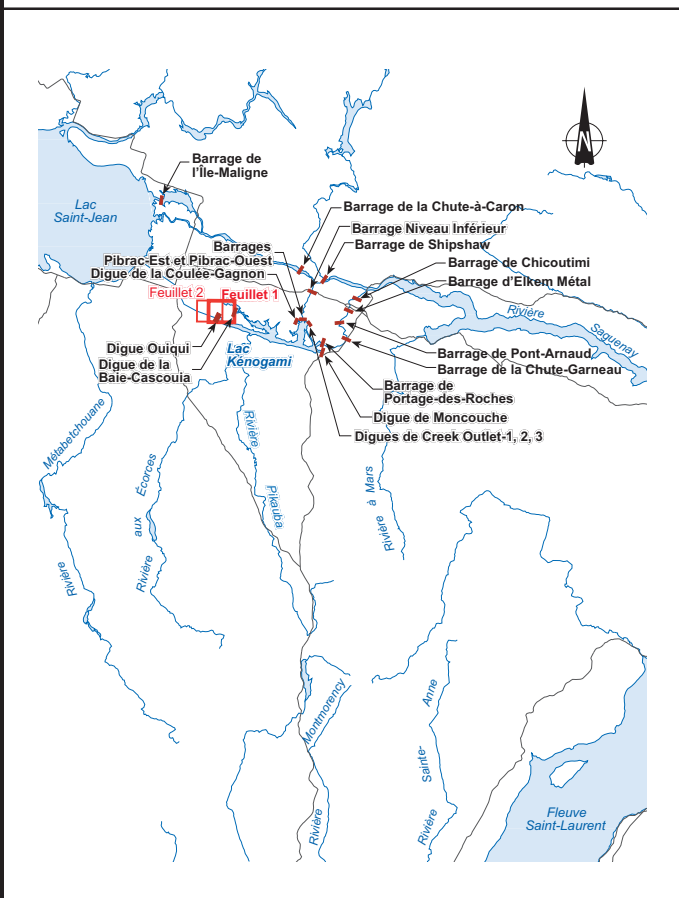 N
Barrage de
l'Île-Maligne
Lac
Saint-Jean
Barrage de la Chute-à-Caron
Barrage Niveau Inférieur
Barrage de Shipshaw
Barrages
Pibrac-Est et Pibrac-Ouest
Digue de la Coulée-Gagnon
Barrage de Chicoutimi
Barrage d'Elkem Métal
Feuillet 2
Feuillet 1
Rivière
Saguenay
Digue Ouiqui
Digue de la
Baie-Cascouia
Lac
Kénogami
Barrage de Pont-Arnaud
Barrage de la Chute-Garneau
Barrage de
Portage-des-Roches
Digue de Moncouche
Digues de Creek Outlet-1, 2, 3
Rivière
Métabetchouane
Rivière
aux
Écorces
Rivière
Pikauba
Rivière à Mars
Rivière
Montmorency
Rivière
Sainte-
Anne
Fleuve
Saint-Laurent